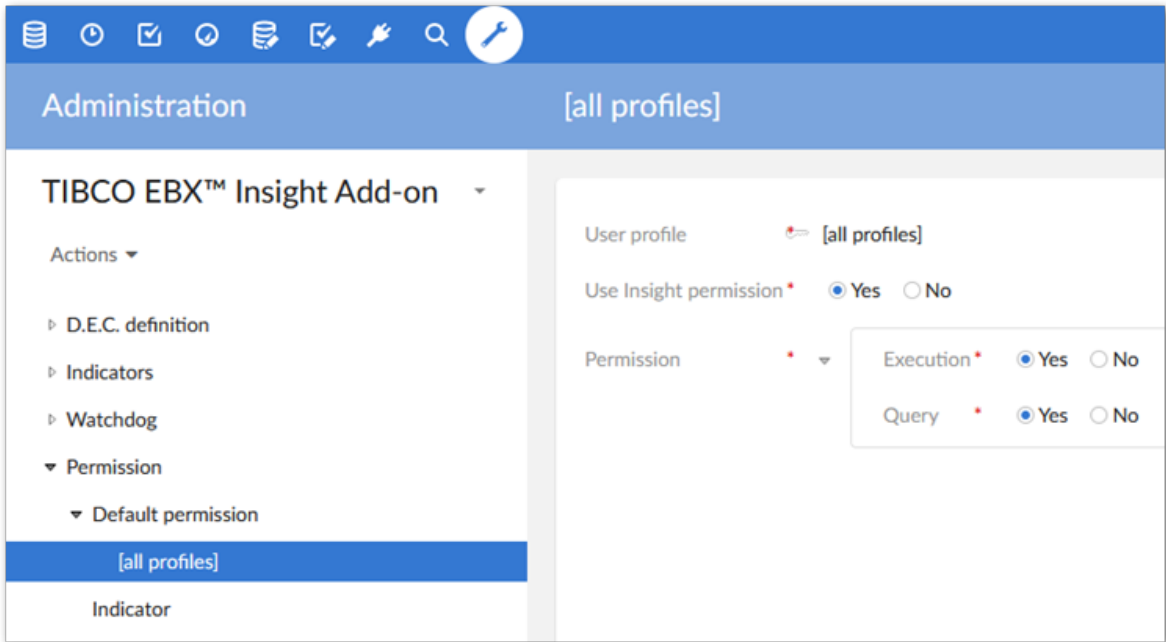 Administration
[all profiles]
TIBCO EBX™ Insight Add-on
Actions
D.E.C. definition
Indicators
Watchdog
Permission
Default permission
[all profiles]
Indicator
User profile [all profiles]
Use Insight permission * Yes No
Permission * Execution * Yes No
Query * Yes No